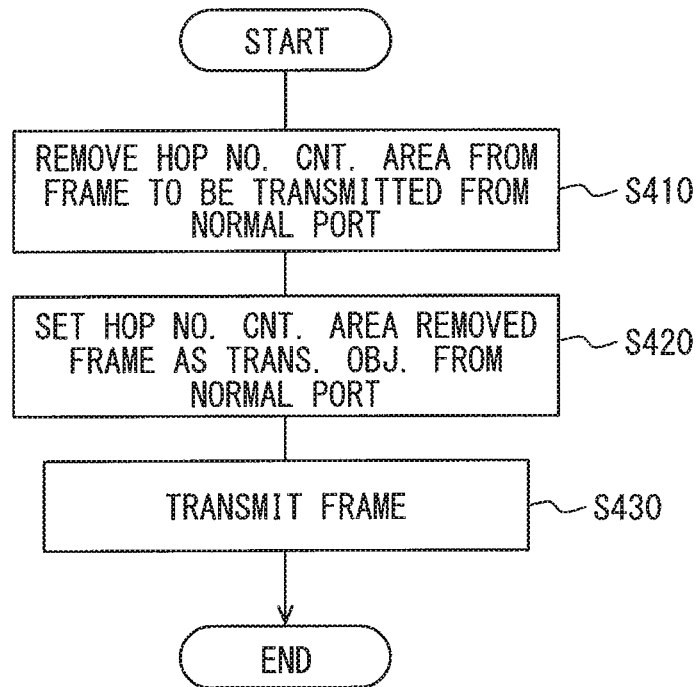 START
REMOVE HOP NO. CNT. AREA FROM
FRAME TO BE TRANSMITTED FROM
NORMAL PORT
S410
SET HOP NO. CNT. AREA REMOVED
FRAME AS TRANS. OBJ. FROM
NORMAL PORT
S420
TRANSMIT FRAME
S430
END